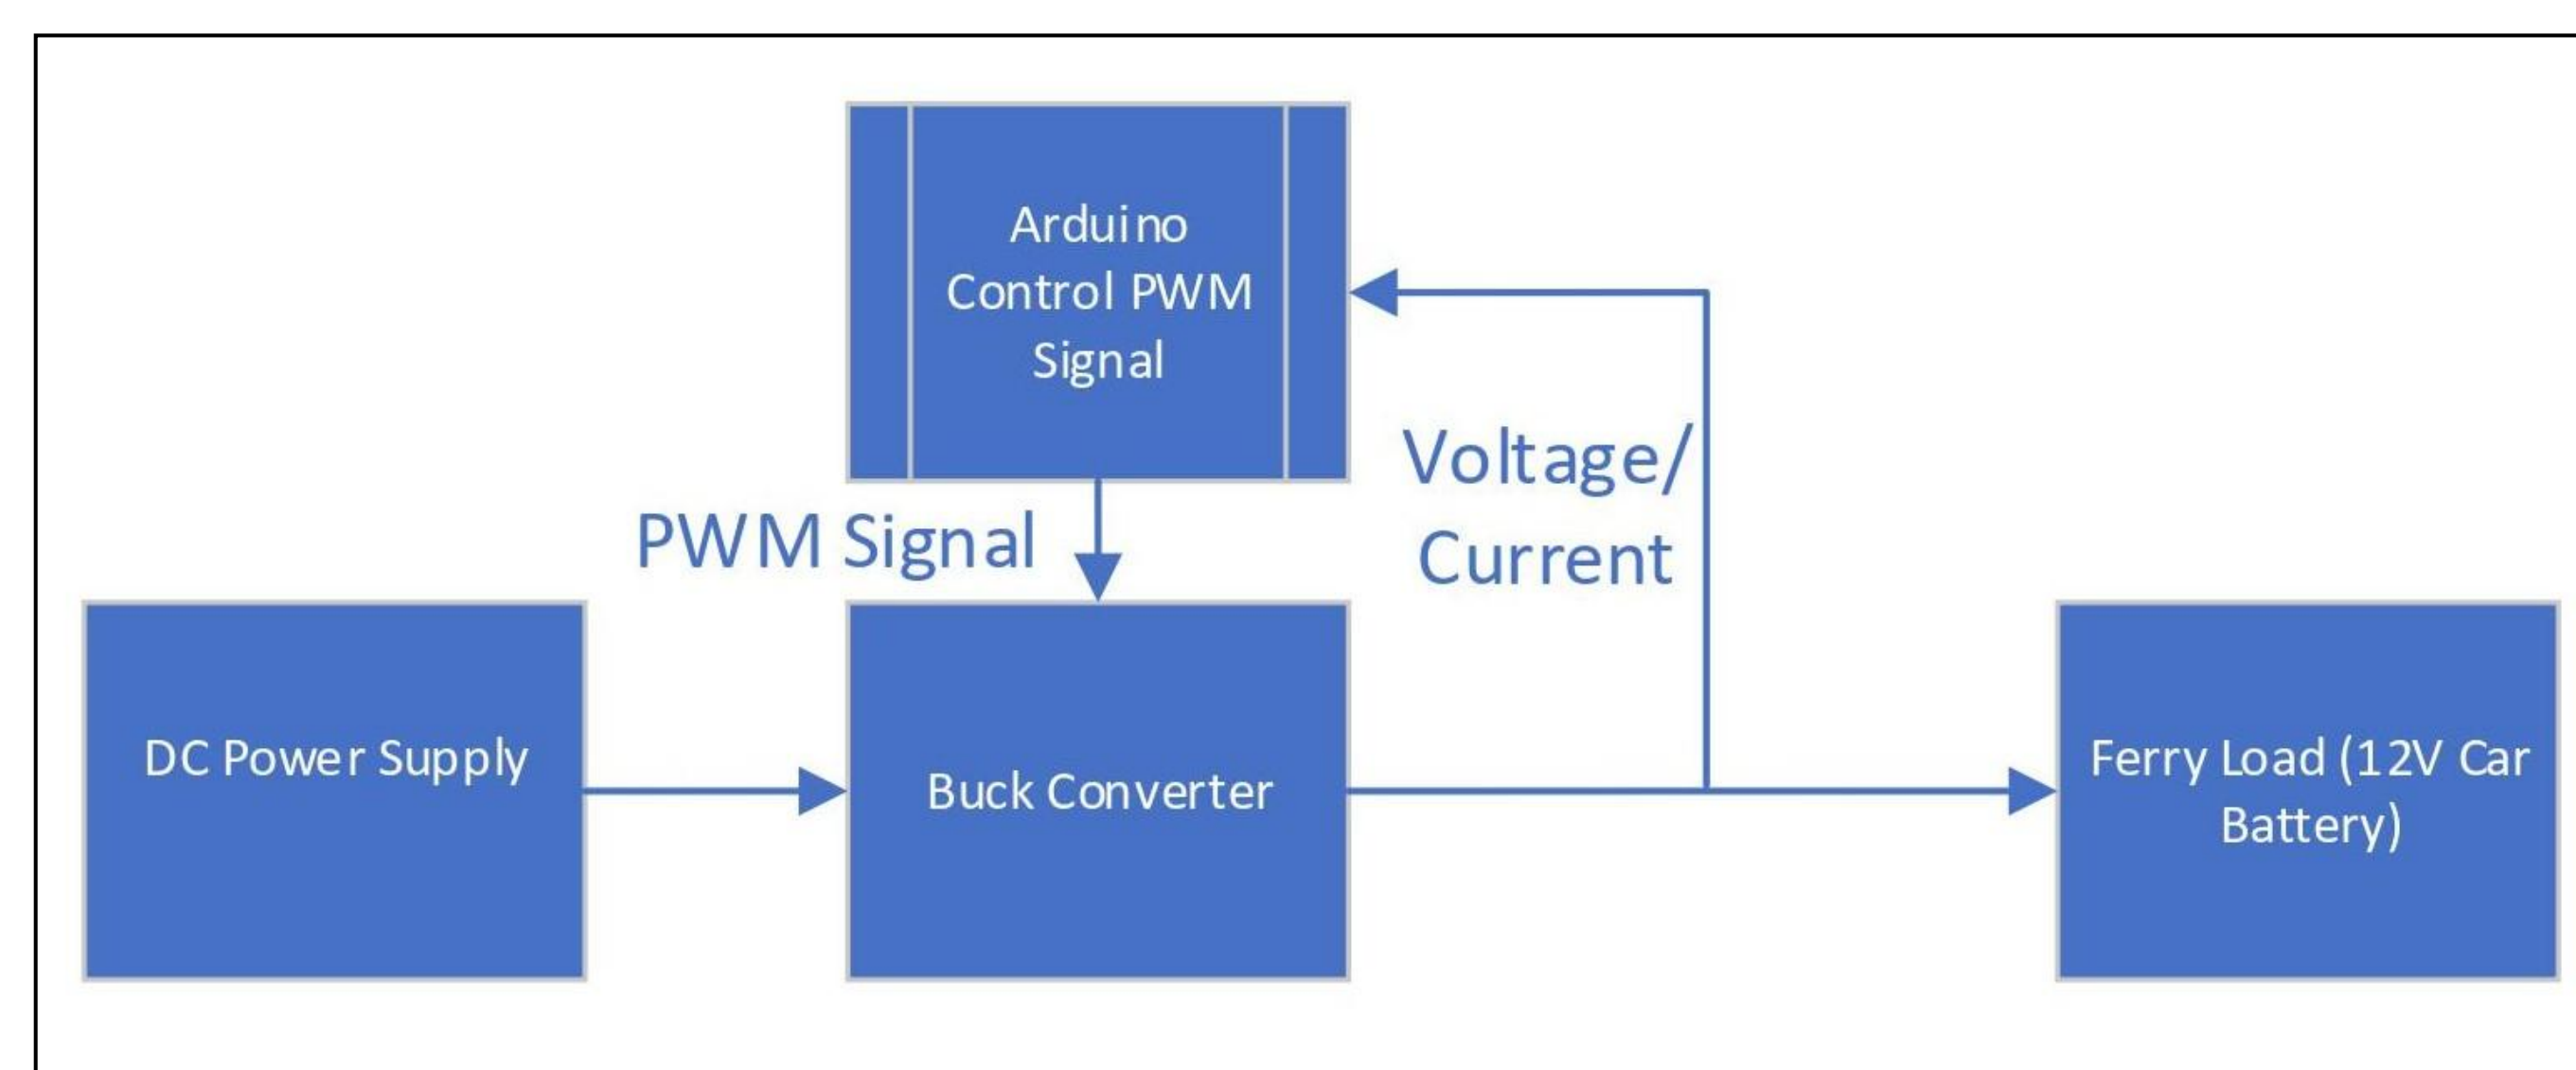 Arduino
Control PWM
Signal
Voltage/
Current
PWM Signal
DC Power Supply
Buck Converter
Ferry Load (12V Car
Battery)